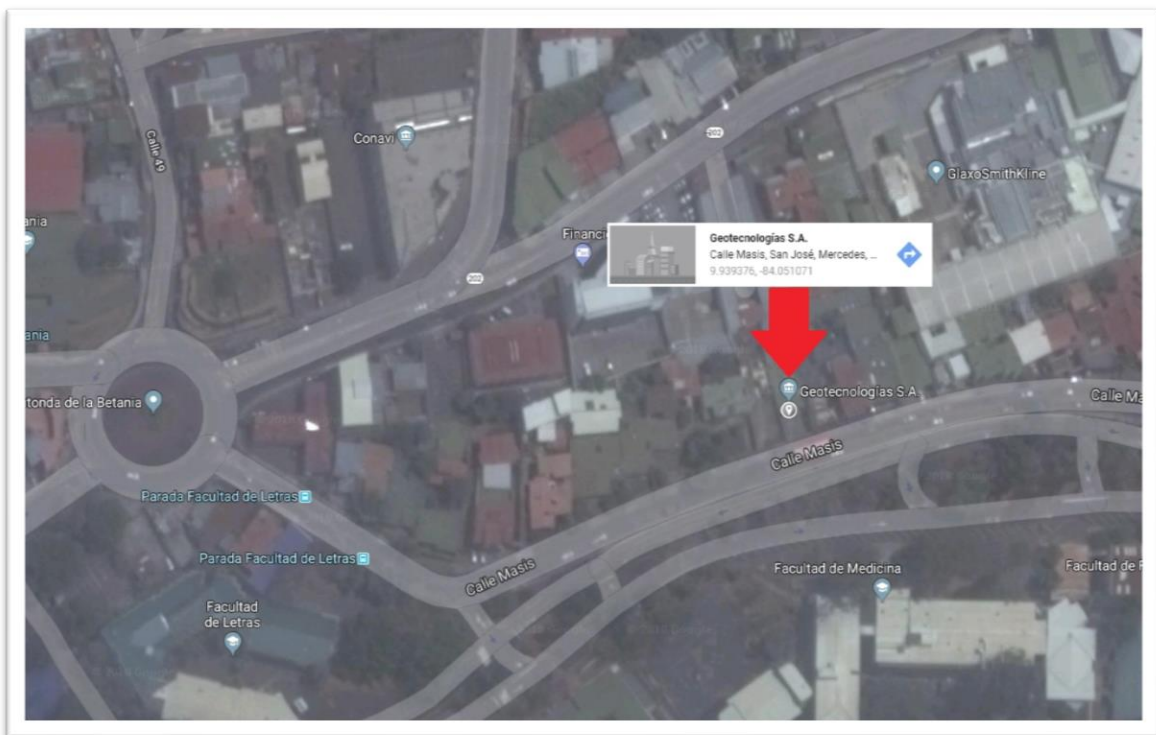 Calle 49
Conavi
202
GlaxoSmithKline
ania
Financi
Geotecnologías S.A.
Calle Masis, San José, Mercedes, ...
9.939376, -84.051071
202
ania
tonda de la Betania
Geotecnologías S.A.
Calle Ma
Calle Masis
Parada Facultad de Letras
Parada Facultad de Letras
Calle Masis
Facultad de Medicina
Facultad de F
Facultad
de Letras